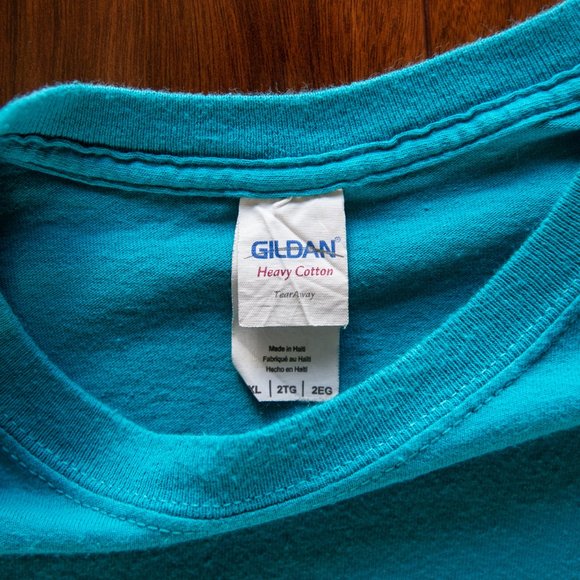 GILDAN®
Heavy Cotton
TearAway
Made in Haiti
Fabriqué au Haïti
Hecho en Haití
XL | 2TG | 2EG